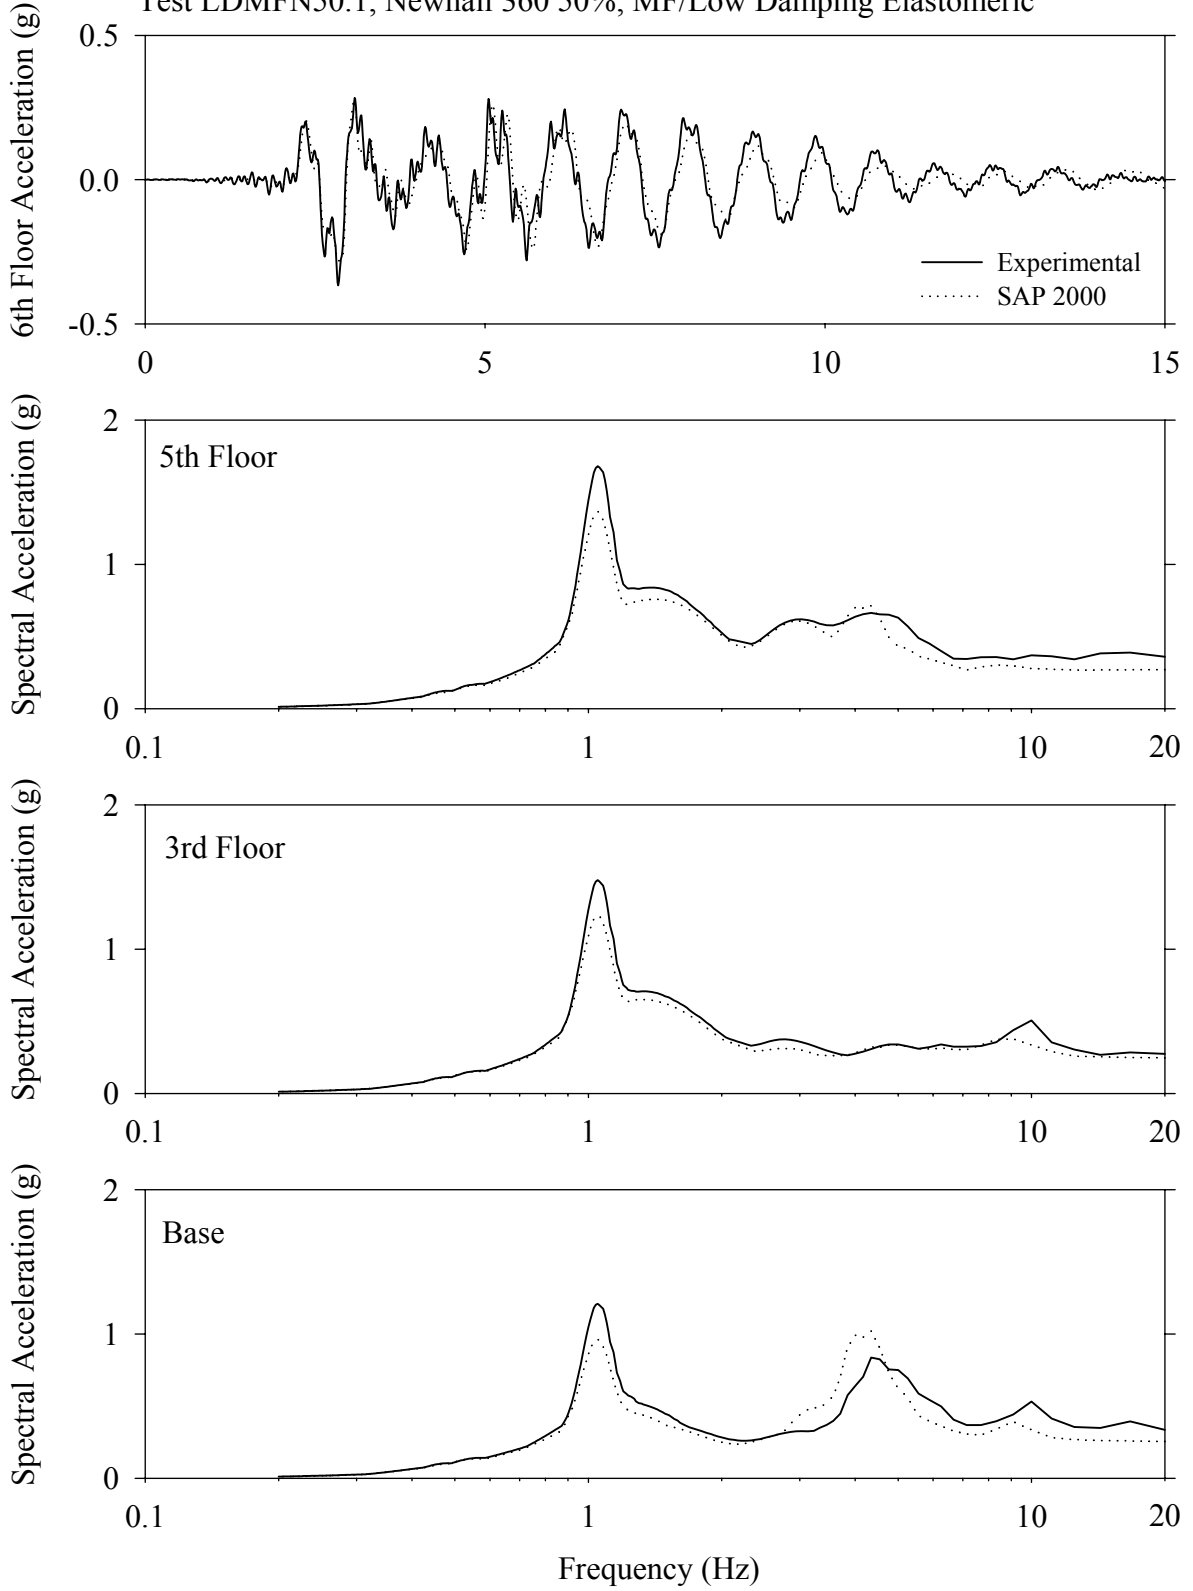 Test LDMFN50.1, Newhall 360 50%, MF/Low Damping Elastomeric
6th Floor Acceleration (g)
0.5
0.0
-0.5
Experimental
SAP 2000
0 5 10 15
Spectral Acceleration (g)
2
5th Floor
1
0
0.1 1 10 20
Spectral Acceleration (g)
2
3rd Floor
1
0
0.1 1 10 20
Spectral Acceleration (g)
2
Base
1
0
0.1 1 10 20
Frequency (Hz)